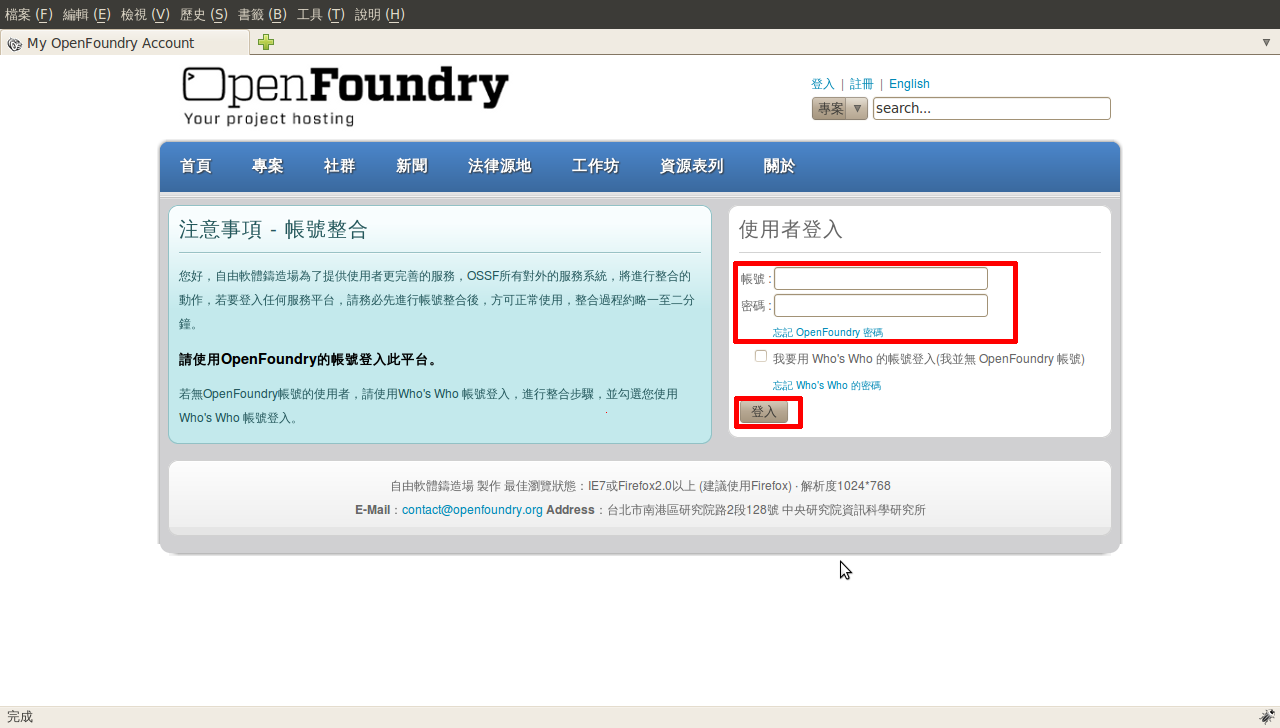 檔案 (F) 編輯 (E) 檢視 (V) 歷史 (S) 書籤 (B) 工具 (T) 說明 (H)
My OpenFoundry Account
OpenFoundry
Your project hosting
登入 | 註冊 | English
專案 search...
首頁 專案 社群 新聞 法律源地 工作坊 資源表列 關於
注意事項 - 帳號整合
您好，自由軟體鑄造場為了提供使用者更完善的服務，OSSF所有對外的服務系統，將進行整合的
動作，若要登入任何服務平台，請務必先進行帳號整合後，方可正常使用，整合過程約略一至二分
鐘。
請使用OpenFoundry的帳號登入此平台。
若無OpenFoundry帳號的使用者，請使用Who's Who 帳號登入，進行整合步驟，並勾選您使用
Who's Who 帳號登入。
使用者登入
帳號 :
密碼 :
忘記 OpenFoundry 密碼
我要用 Who's Who 的帳號登入(我並無 OpenFoundry 帳號)
忘記 Who's Who 的密碼
登入
自由軟體鑄造場 製作 最佳瀏覽狀態：IE7或Firefox2.0以上 (建議使用Firefox) · 解析度1024*768
E-Mail：contact@openfoundry.org Address：台北市南港區研究院路2段128號 中央研究院資訊科學研究所
完成